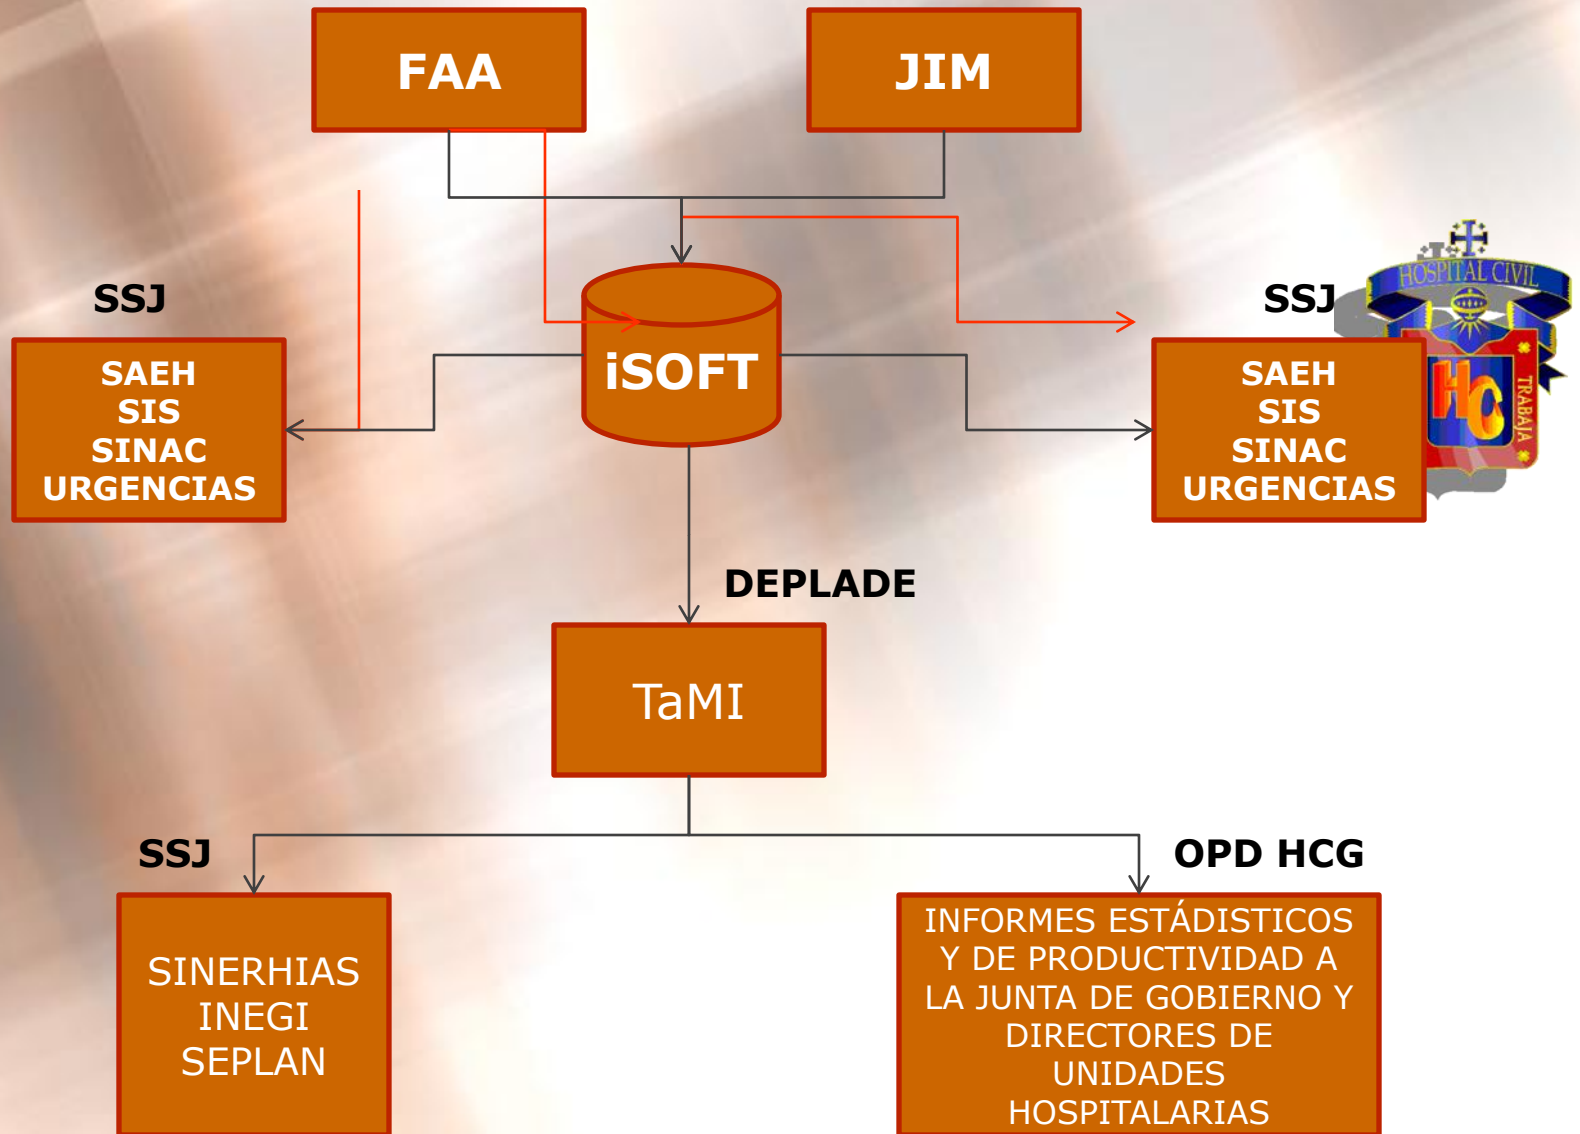 FAA
JIM
SSJ
SAEH
SIS
SINAC
URGENCIAS
iSOFT
SSJ
HOSPITAL CIVIL
SAEH
SIS
SINAC
URGENCIAS
HC
TRABAJA
DEPLADE
TaMI
SSJ
SINERHIAS
INEGI
SEPLAN
OPD HCG
INFORMES ESTÁDISTICOS
Y DE PRODUCTIVIDAD A
LA JUNTA DE GOBIERNO Y
DIRECTORES DE
UNIDADES
HOSPITALARIAS